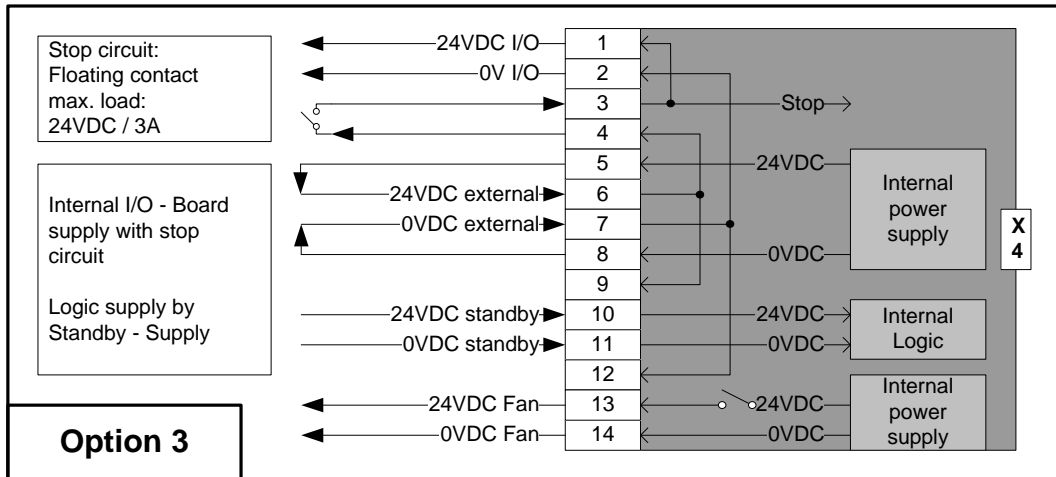 Stop circuit:
Floating contact
max. load:
24VDC / 3A
Internal I/O - Board
supply with stop
circuit
Logic supply by
Standby - Supply
Option 3
24VDC I/O
0V I/O
24VDC external
0VDC external
24VDC standby
0VDC standby
24VDC Fan
0VDC Fan
1
2
3
4
5
6
7
8
9
10
11
12
13
14
Stop
24VDC
0VDC
24VDC
0VDC
24VDC
0VDC
Internal
power
supply
Internal
Logic
Internal
power
supply
X
4